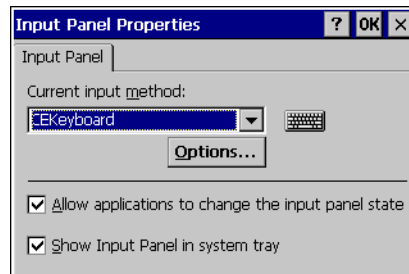 Input Panel Properties ? OK ×
Input Panel
Current input method:
CEKeyboard
Options...
Allow applications to change the input panel state
Show Input Panel in system tray